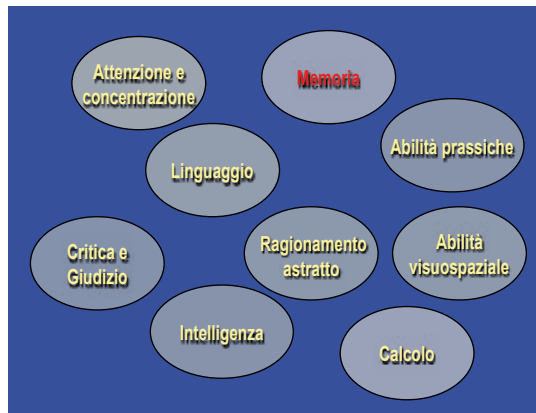 Attenzione e
concentrazione
Memoria
Abilità prassiche
Linguaggio
Critica e
Giudizio
Ragionamento
astratto
Abilità
visuospaziale
Intelligenza
Calcolo